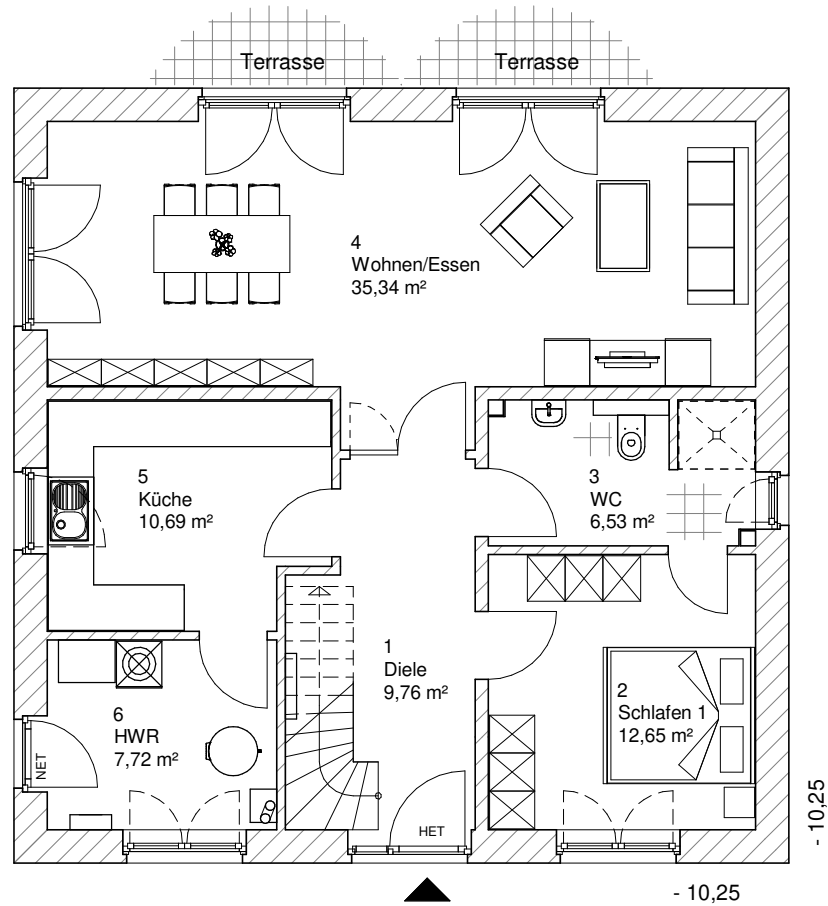 Terrasse
Terrasse
4
Wohnen/Essen
35,34 m²
5
Küche
10,69 m²
3
WC
6,53 m²
1
Diele
9,76 m²
2
Schlafen 1
12,65 m²
6
HWR
7,72 m²
NET
HET
- 10,25
- 10,25